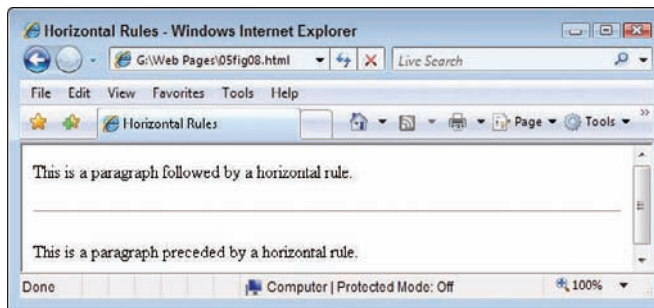 Horizontal Rules - Windows Internet Explorer
G:\Web Pages\05fig08.html
Live Search
File Edit View Favorites Tools Help
Horizontal Rules
Page Tools
This is a paragraph followed by a horizontal rule.
This is a paragraph preceded by a horizontal rule.
Done
Computer | Protected Mode: Off
100%